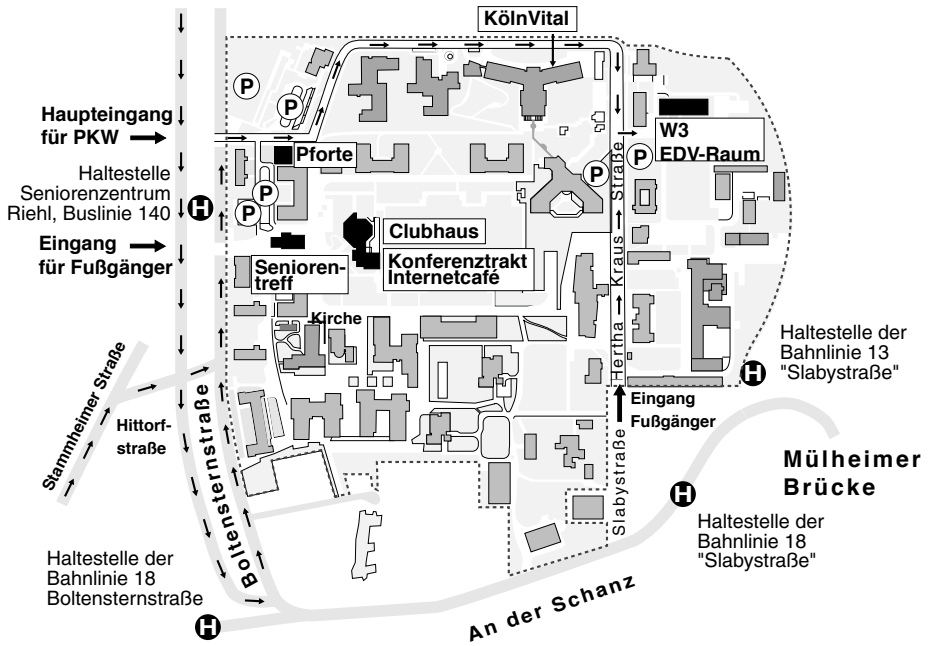 KölnVital
P
P
Haupteingang
für PKW
W3
EDV-Raum
Pforte
P
P
Haltestelle
Seniorenzentrum
Riehl, Buslinie 140
H
P
P
Clubhaus
Eingang
für Fußgänger
Senioren-
treff
Konferenztrakt
Internetcafé
Hertha Kraus Straße
Kirche
Haltestelle der
Bahnlinie 13
"Slabystraße"
H
Stammheimer Straße
Hittorf-
straße
Boltensternstraße
Eingang
Fußgänger
Slabystraße
Mülheimer
Brücke
H
Haltestelle der
Bahnlinie 18
"Slabystraße"
Haltestelle der
Bahnlinie 18
Boltensternstraße
H
An der Schanz